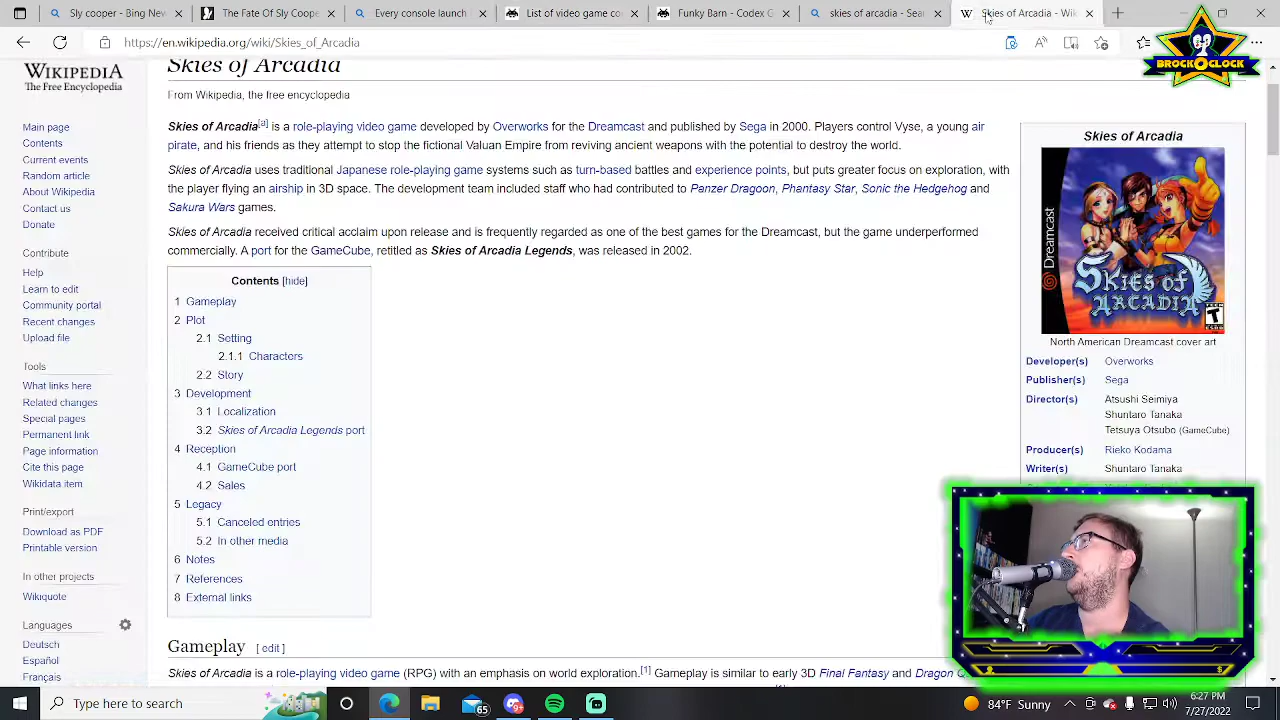 Sly Cooper - Bing New
The Fate Of Sly Coope
Every console launch
List of video game co
Funky Barn - Codex G
skies of arcadia - Sear
Skies of Arcadia - Wik
https://en.wikipedia.org/wiki/Skies_of_Arcadia
BROCKOCLOCK
WIKIPEDIA
The Free Encyclopedia
Main page
Contents
Current events
Random article
About Wikipedia
Contact us
Donate
Contribute
Help
Learn to edit
Community portal
Recent changes
Upload file
Tools
What links here
Related changes
Special pages
Permanent link
Page information
Cite this page
Wikidata item
Print/export
Download as PDF
Printable version
In other projects
Wikiquote
Languages
Deutsch
Español
Français
Skies of Arcadia
From Wikipedia, the free encyclopedia
Skies of Arcadia[a] is a role-playing video game developed by Overworks for the Dreamcast and published by Sega in 2000. Players control Vyse, a young air
pirate, and his friends as they attempt to stop the fictional Valuan Empire from reviving ancient weapons with the potential to destroy the world.
Skies of Arcadia uses traditional Japanese role-playing game systems such as turn-based battles and experience points, but puts greater focus on exploration, with
the player flying an airship in 3D space. The development team included staff who had contributed to Panzer Dragoon, Phantasy Star, Sonic the Hedgehog and
Sakura Wars games.
Skies of Arcadia received critical acclaim upon release and is frequently regarded as one of the best games for the Dreamcast, but the game underperformed
commercially. A port for the GameCube, retitled as Skies of Arcadia Legends, was released in 2002.
Contents [hide]
1 Gameplay
2 Plot
2.1 Setting
2.1.1 Characters
2.2 Story
3 Development
3.1 Localization
3.2 Skies of Arcadia Legends port
4 Reception
4.1 GameCube port
4.2 Sales
5 Legacy
5.1 Canceled entries
5.2 In other media
6 Notes
7 References
8 External links
Gameplay [ edit ]
Skies of Arcadia is a role-playing video game (RPG) with an emphasis on world exploration.[1] Gameplay is similar to early 3D Final Fantasy and Dragon Q
Skies of Arcadia
Dreamcast
SKIES OF
ARCADIA
T
North American Dreamcast cover art
Developer(s) Overworks
Publisher(s) Sega
Director(s) Atsushi Seimiya
Shuntaro Tanaka
Tetsuya Otsubo (GameCube)
Producer(s) Rieko Kodama
Writer(s) Shuntaro Tanaka
Type here to search
65
84°F Sunny
6:27 PM
7/27/2022